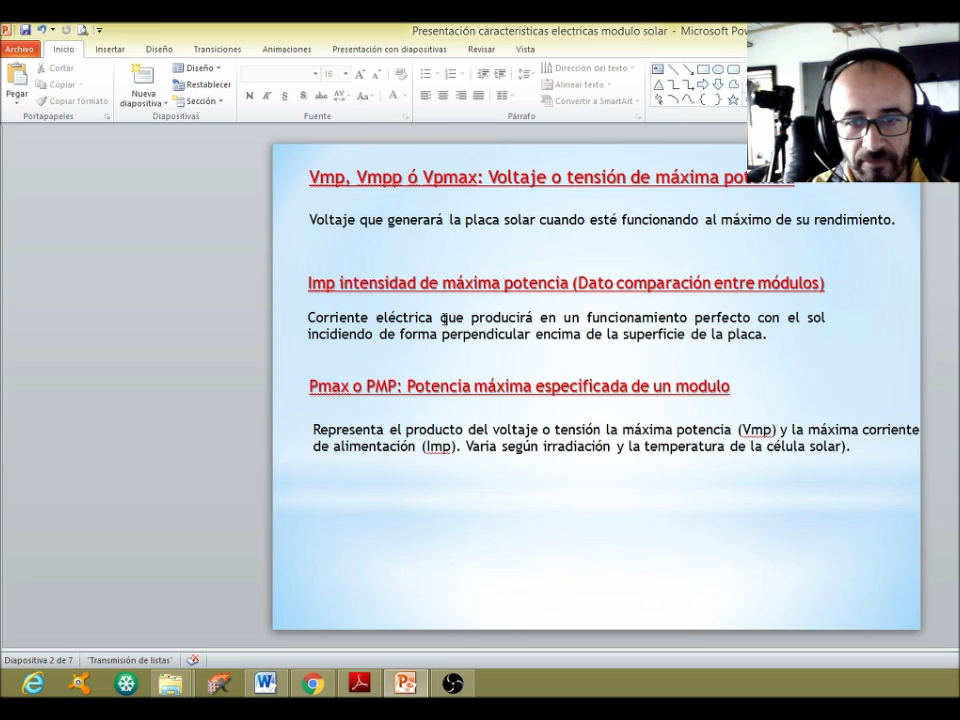 Presentación caracteristicas electricas modulo solar - Microsoft Pow
Archivo Inicio Insertar Diseño Transiciones Animaciones Presentación con diapositivas Revisar Vista
Pegar
Cortar
Copiar
Copiar formato
Portapapeles
Nueva diapositiva
Diseño
Restablecer
Sección
Diapositivas
16
N K S S abc AV Aa A
Fuente
Dirección del texto
Alinear texto
Convertir a SmartArt
Párrafo
Vmp, Vmpp ó Vpmax: Voltaje o tensión de máxima
Voltaje que generará la placa solar cuando esté funcionando al máximo de su rendimiento.
Imp intensidad de máxima potencia (Dato comparación entre módulos)
Corriente eléctrica que producirá en un funcionamiento perfecto con el sol
incidiendo de forma perpendicular encima de la superficie de la placa.
Pmax o PMP: Potencia máxima especificada de un modulo
Representa el producto del voltaje o tensión la máxima potencia (Vmp) y la máxima corriente
de alimentación (Imp). Varia según irradiación y la temperatura de la célula solar).
Diapositiva 2 de 7 "Transmisión de listas"